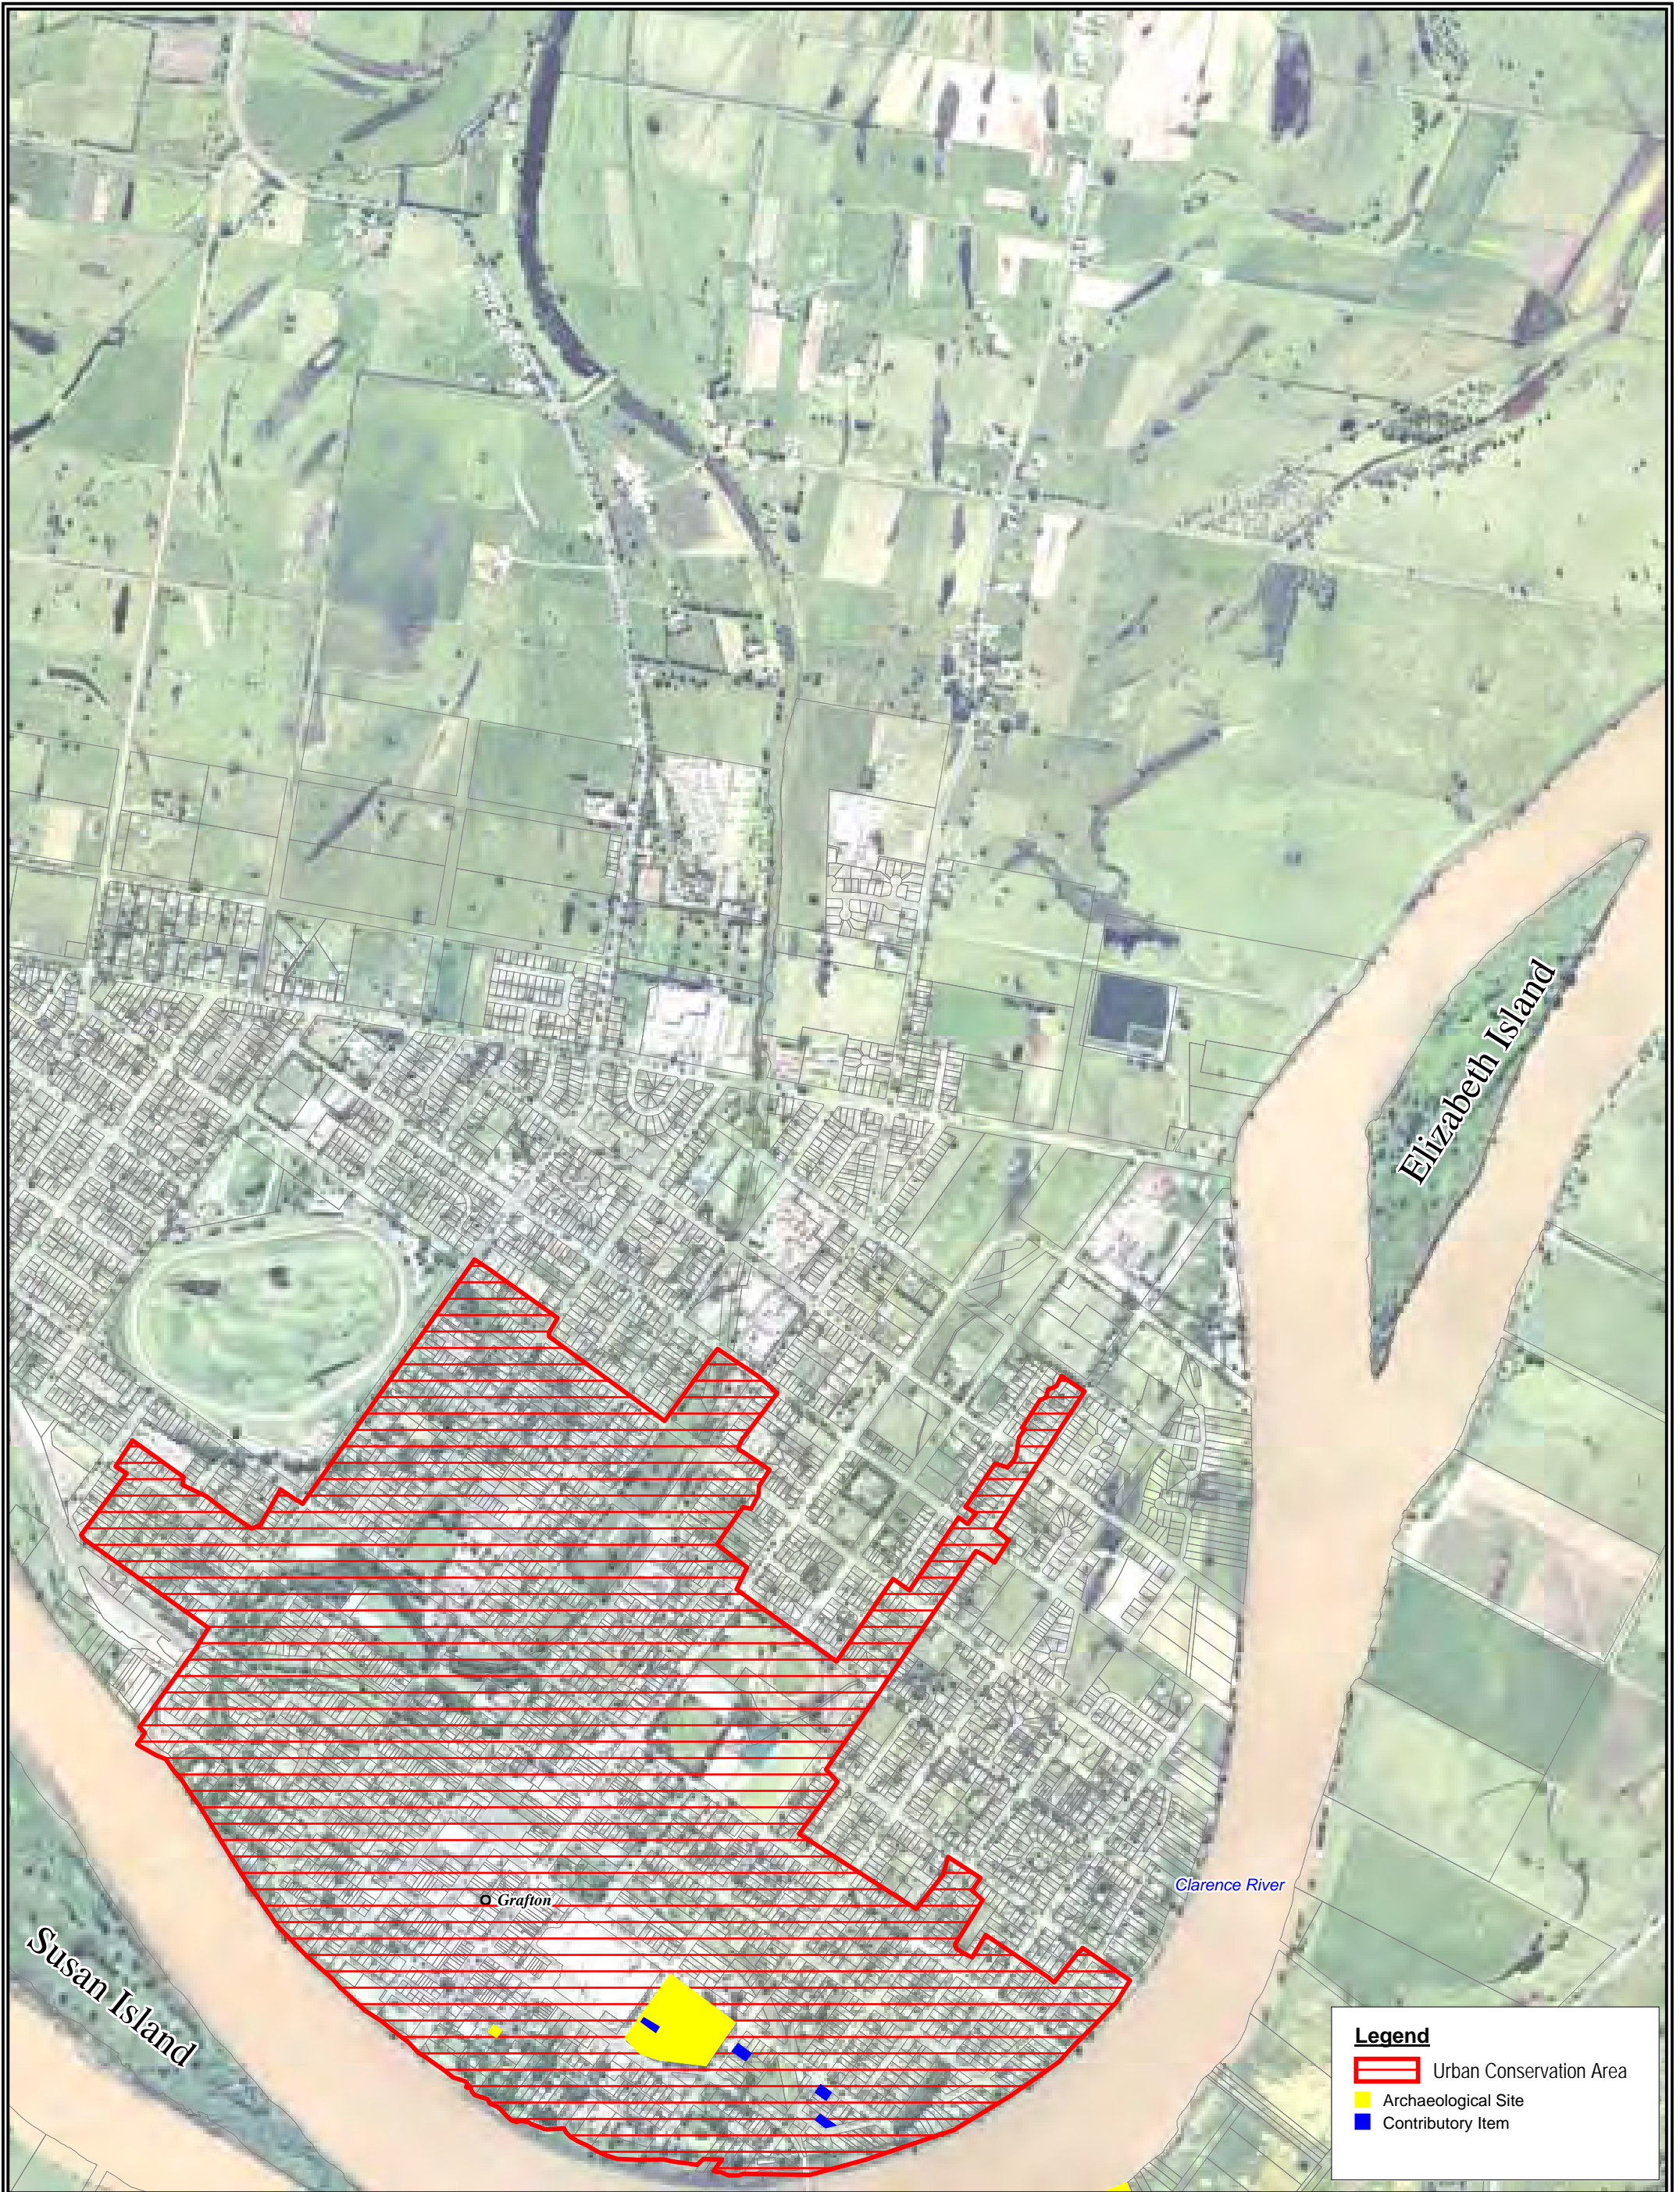 Elizabeth Island
Clarence River
Grafton
Susan Island
Legend
Urban Conservation Area
Archaeological Site
Contributory Item